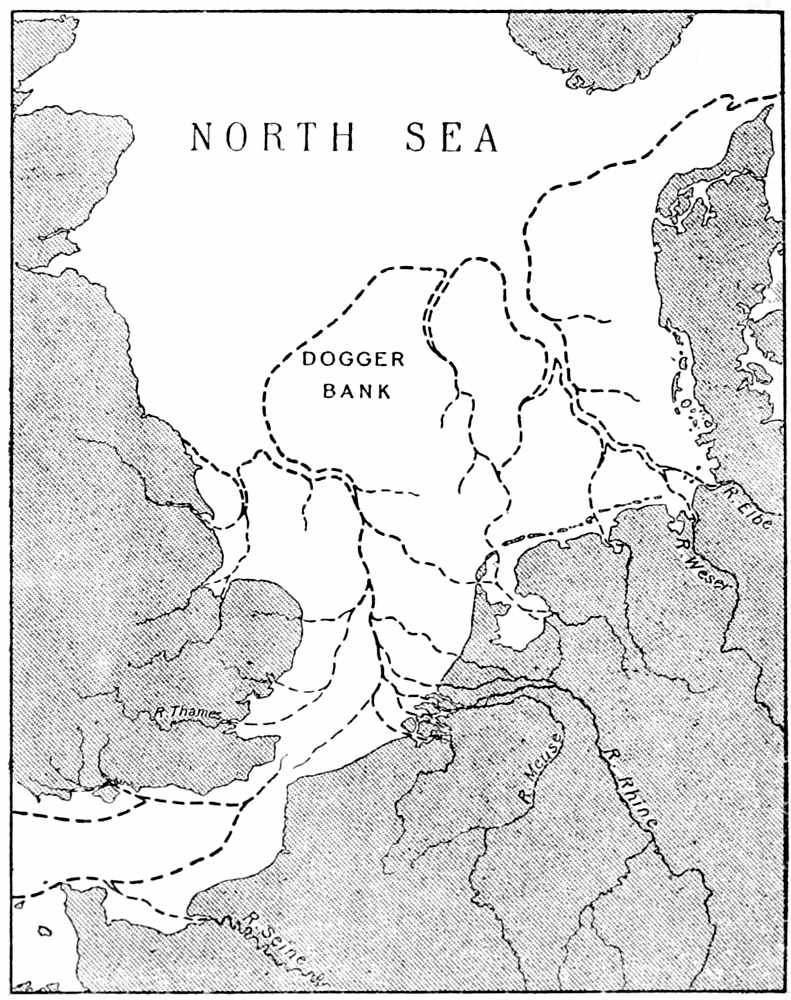 NORTH SEA
DOGGER
BANK
R. Elbe
R. Weser
R. Thames
R. Meuse
R. Rhine
R. Seine